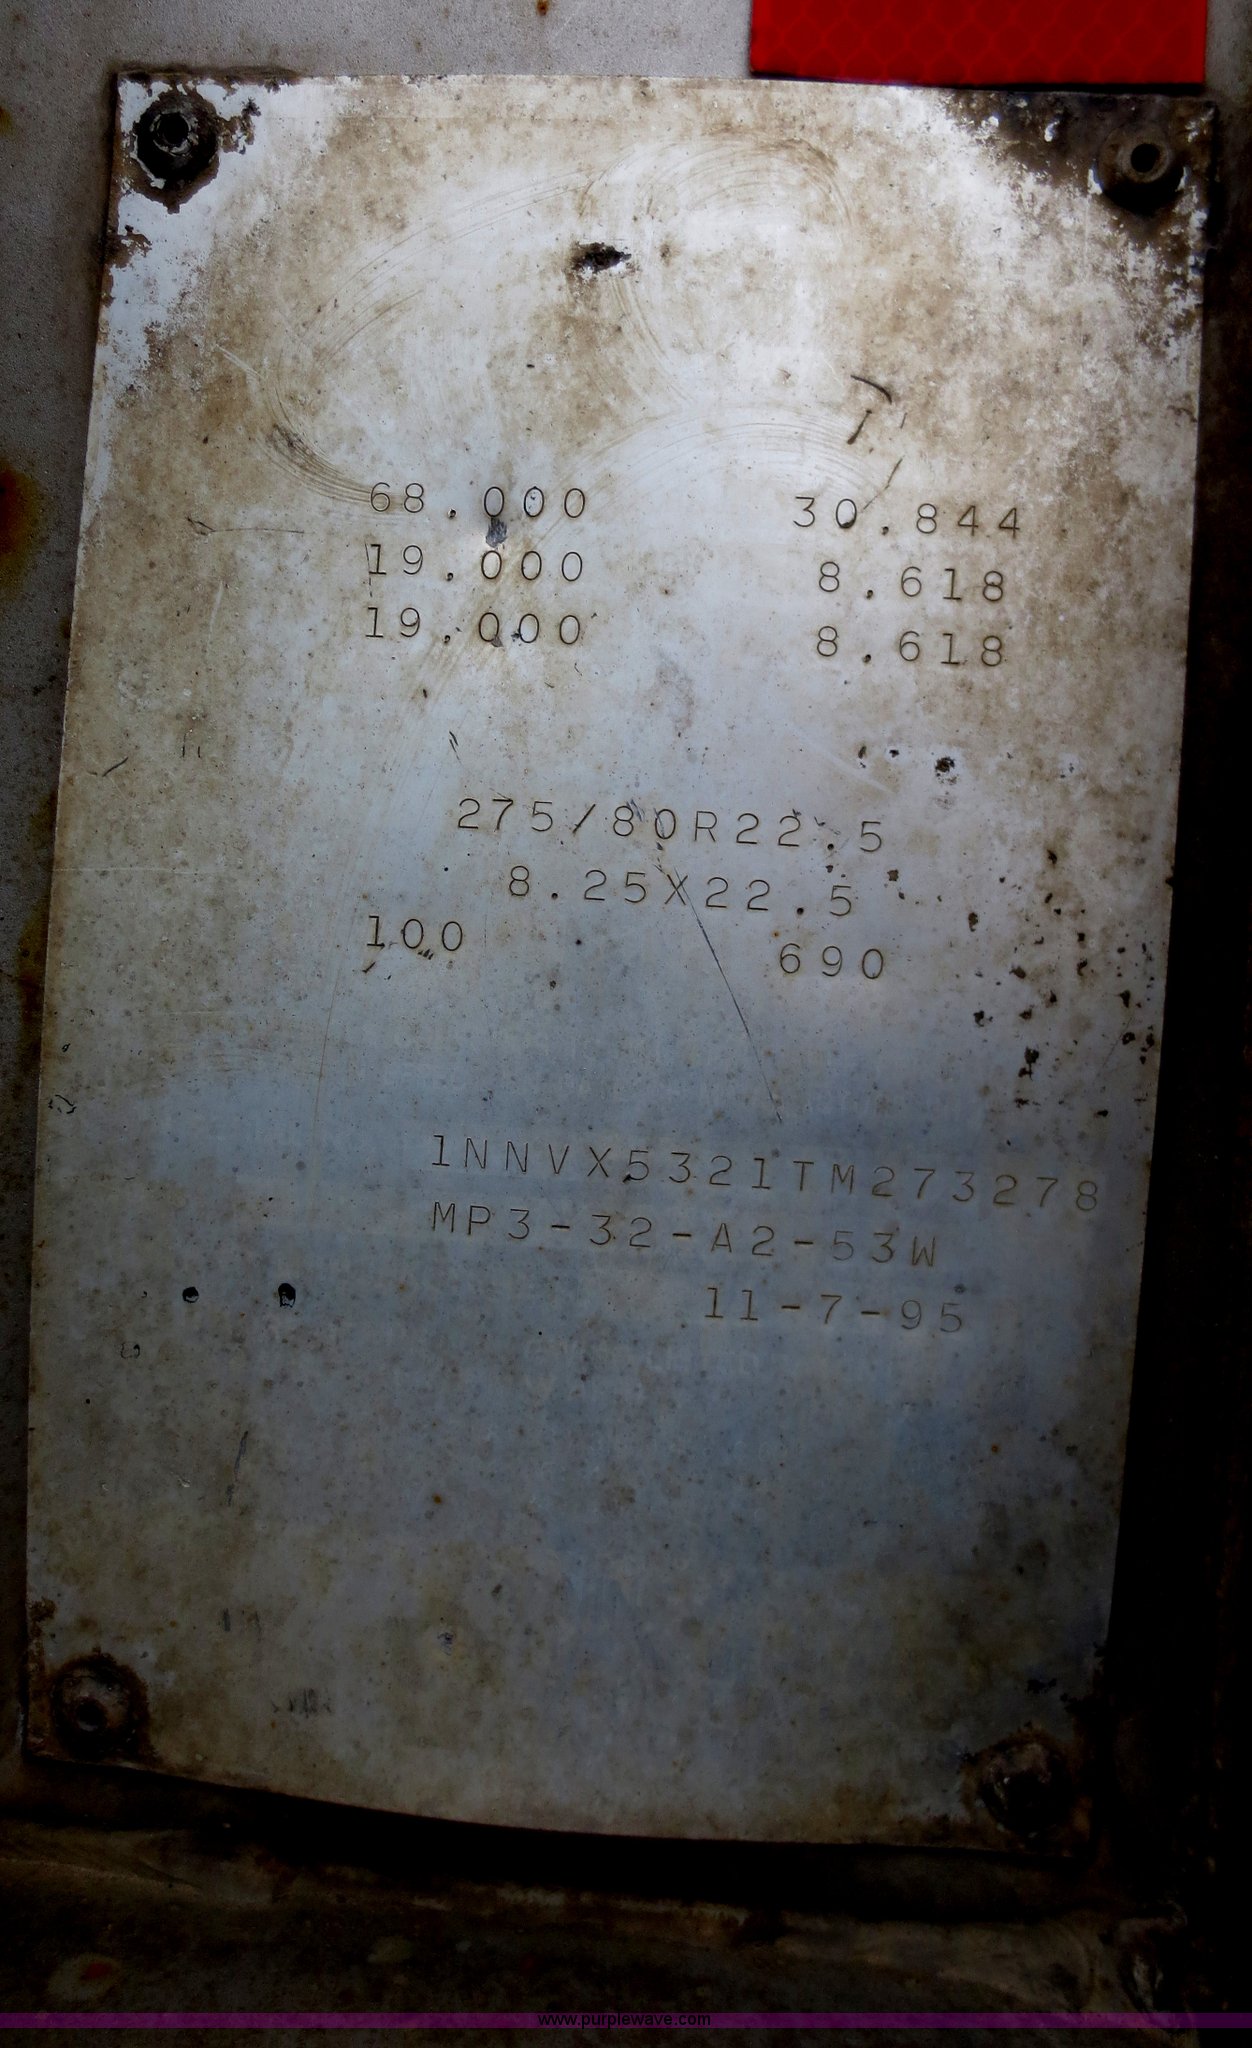 68.000 30.844
19.000 8.618
19.000 8.618
275/80R22.5
8.25X22.5
100 690
1NNVX5321TM273278
MP3-32-A2-53W
11-7-95
www.purplewave.com